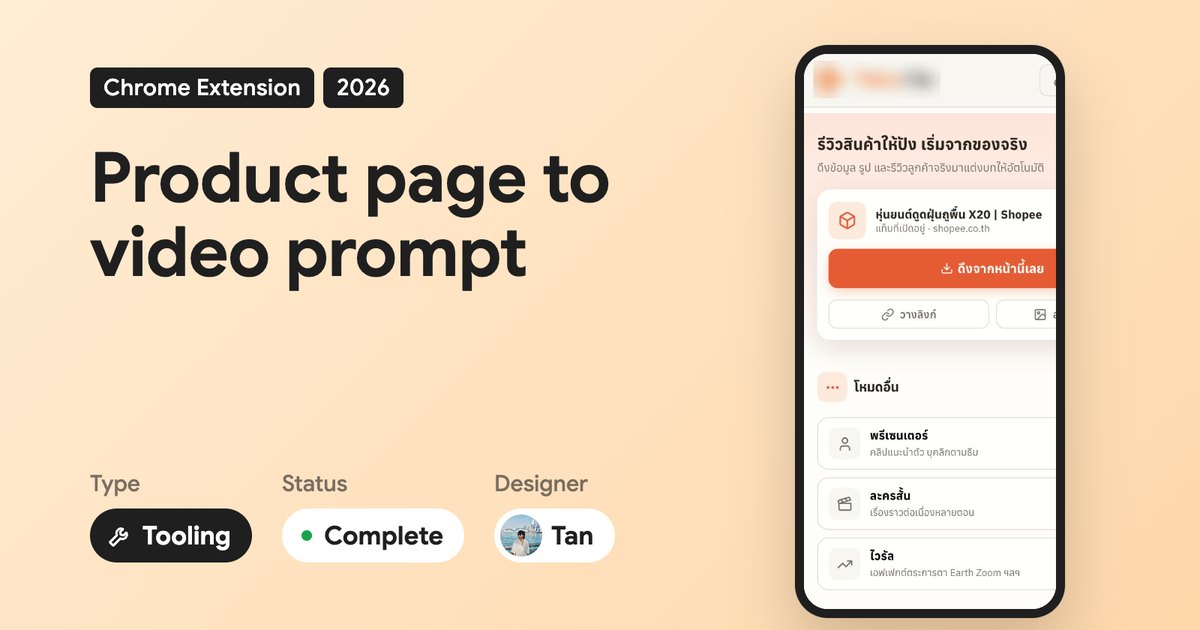 Chrome Extension
2026
Product page to
video prompt
Type
Status
Designer
Tooling
Complete
Tan
รีวิวสินค้าให้ปัง เริ่มจากของจริง
ดึงข้อมูล รูป และรีวิวลูกค้าจริงมาแต่งบทให้อัตโนมัติ
หุ่นยนต์ดูดฝุ่นถูพื้น X20 | Shopee
แท็บที่เปิดอยู่ · shopee.co.th
ดึงจากหน้านี้เลย
วางลิงก์
โหมดอื่น
พรีเซนเตอร์
คลิปแนะนำตัว บุคลิกตามธีม
ละครสั้น
เรื่องราวต่อเนื่องหลายตอน
ไวรัล
เอฟเฟกต์ตระการตา Earth Zoom ฯลฯ